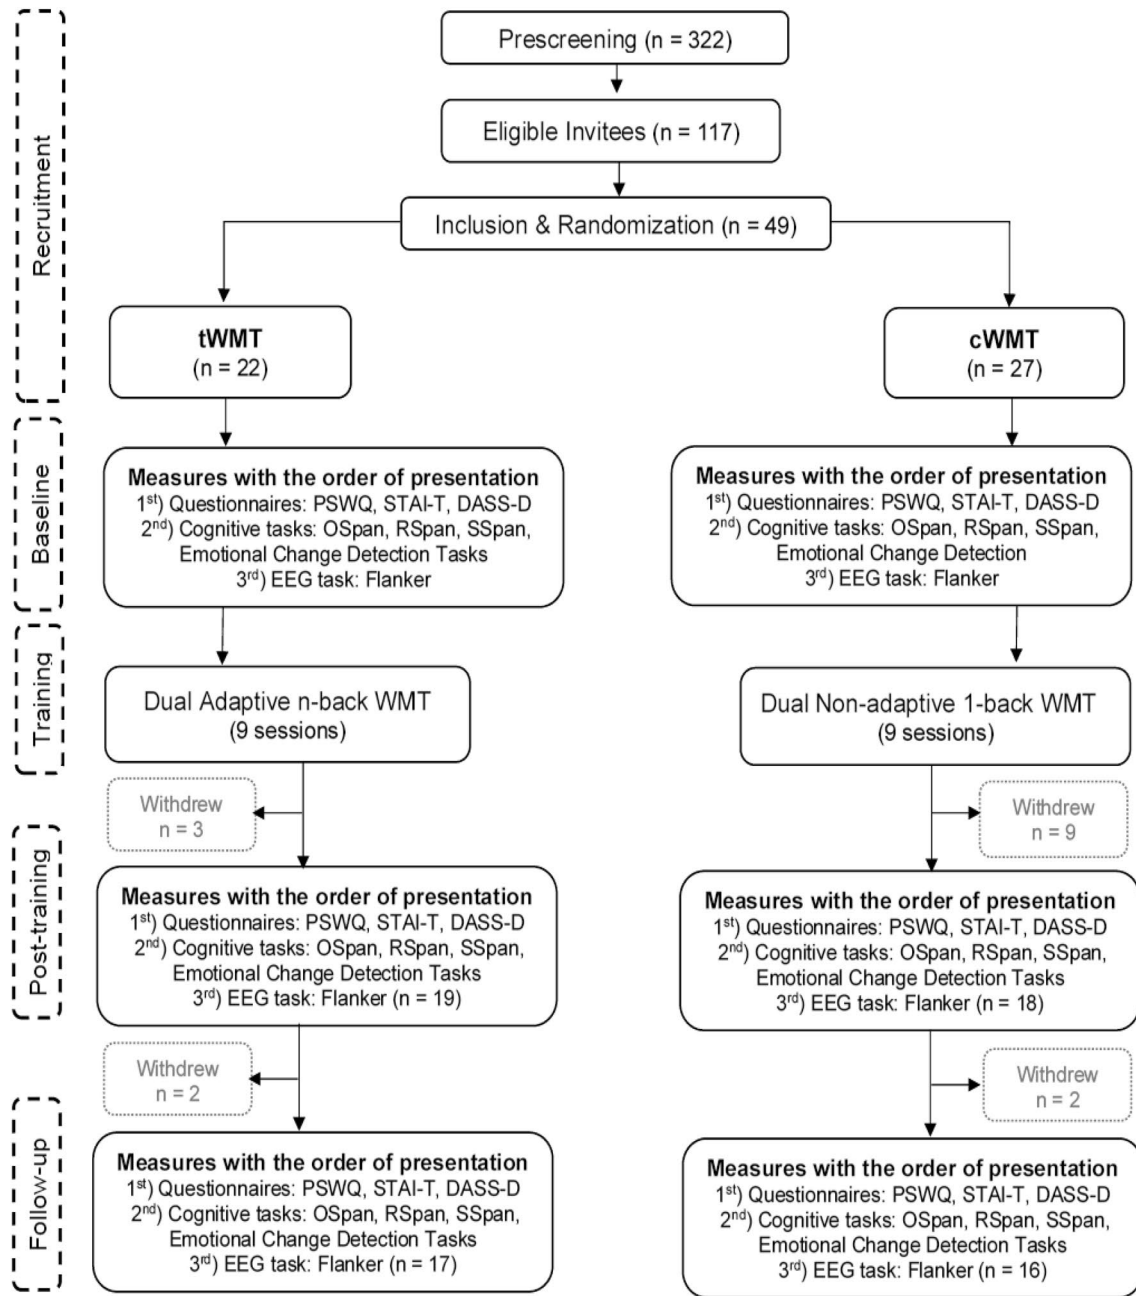 Recruitment
Prescreening (n = 322)
Eligible Invitees (n = 117)
Inclusion & Randomization (n = 49)
tWMT
(n = 22)
cWMT
(n = 27)
Baseline
Measures with the order of presentation
1st) Questionnaires: PSWQ, STAI-T, DASS-D
2nd) Cognitive tasks: OSpan, RSpan, SSpan,
Emotional Change Detection Tasks
3rd) EEG task: Flanker
Measures with the order of presentation
1st) Questionnaires: PSWQ, STAI-T, DASS-D
2nd) Cognitive tasks: OSpan, RSpan, SSpan,
Emotional Change Detection
3rd) EEG task: Flanker
Training
Dual Adaptive n-back WMT
(9 sessions)
Dual Non-adaptive 1-back WMT
(9 sessions)
Withdrew
n = 3
Withdrew
n = 9
Post-training
Measures with the order of presentation
1st) Questionnaires: PSWQ, STAI-T, DASS-D
2nd) Cognitive tasks: OSpan, RSpan, SSpan,
Emotional Change Detection Tasks
3rd) EEG task: Flanker (n = 19)
Measures with the order of presentation
1st) Questionnaires: PSWQ, STAI-T, DASS-D
2nd) Cognitive tasks: OSpan, RSpan, SSpan,
Emotional Change Detection Tasks
3rd) EEG task: Flanker (n = 18)
Withdrew
n = 2
Withdrew
n = 2
Follow-up
Measures with the order of presentation
1st) Questionnaires: PSWQ, STAI-T, DASS-D
2nd) Cognitive tasks: OSpan, RSpan, SSpan,
Emotional Change Detection Tasks
3rd) EEG task: Flanker (n = 17)
Measures with the order of presentation
1st) Questionnaires: PSWQ, STAI-T, DASS-D
2nd) Cognitive tasks: OSpan, RSpan, SSpan,
Emotional Change Detection Tasks
3rd) EEG task: Flanker (n = 16)